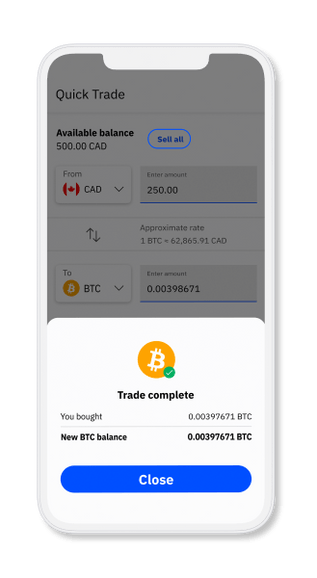 Quick Trade
Available balance
500.00 CAD
Sell all
From
CAD
Enter amount
250.00
Approximate rate
1 BTC ≈ 62,865.91 CAD
To
BTC
Enter amount
0.00398671
Trade complete
You bought 0.00397671 BTC
New BTC balance 0.00397671 BTC
Close